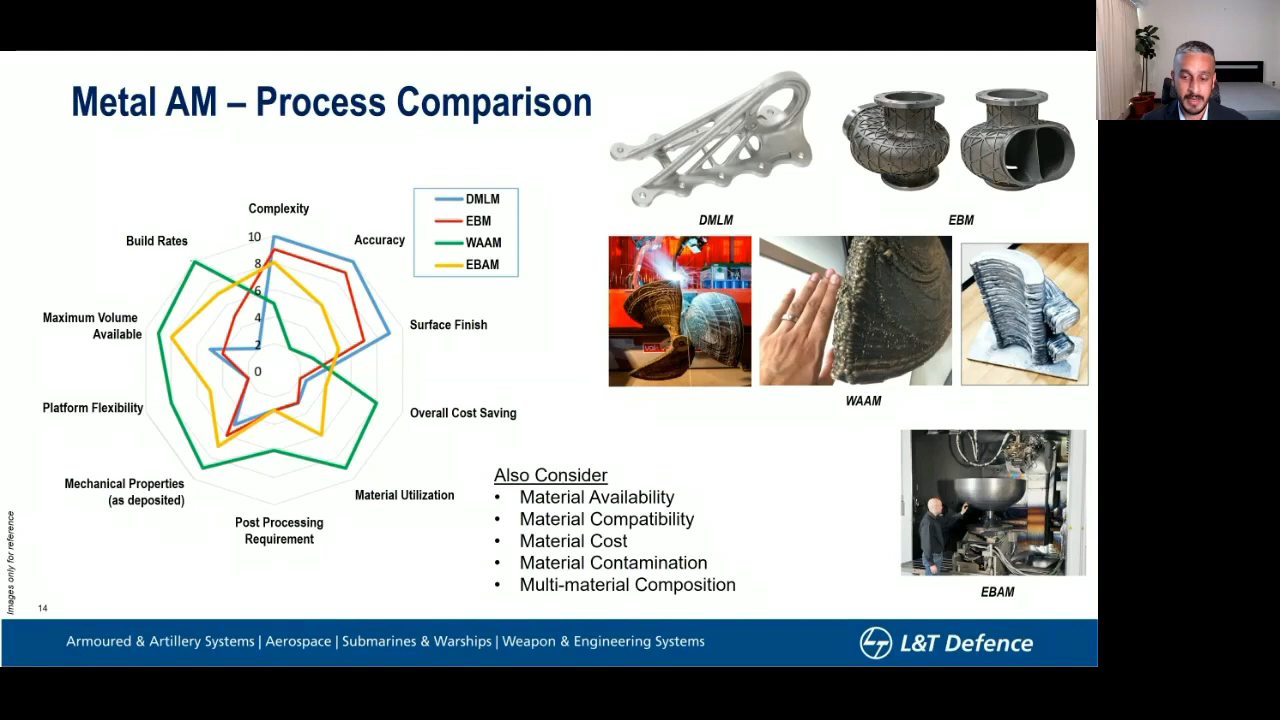 Metal AM – Process Comparison
DMLM
EBM
WAAM
EBAM
Complexity
Accuracy
Surface Finish
Overall Cost Saving
Material Utilization
Post Processing
Requirement
Mechanical Properties
(as deposited)
Platform Flexibility
Maximum Volume
Available
Build Rates
10
8
6
4
2
0
DMLM
EBM
WAAM
EBAM
Also Consider
• Material Availability
• Material Compatibility
• Material Cost
• Material Contamination
• Multi-material Composition
Images only for reference
14
Armoured & Artillery Systems | Aerospace | Submarines & Warships | Weapon & Engineering Systems
L&T Defence